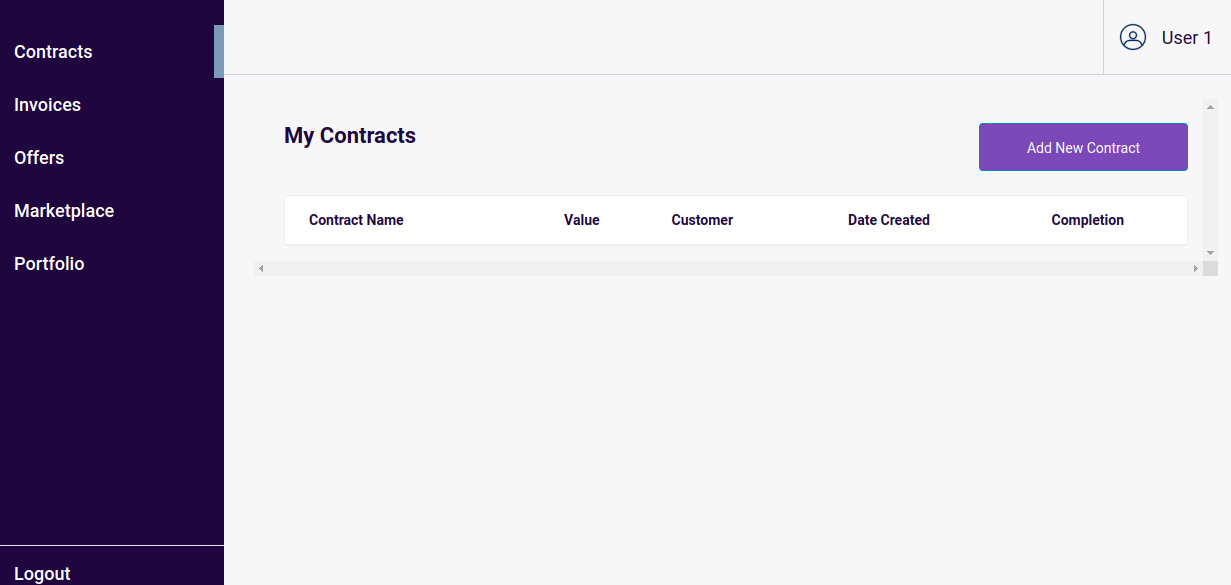 Contracts
Invoices
Offers
Marketplace
Portfolio
Logout
User 1
My Contracts
Add New Contract
Contract Name Value Customer Date Created Completion